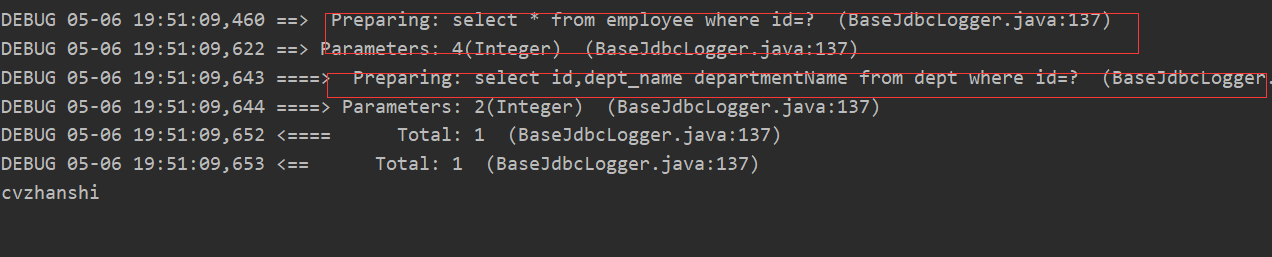 DEBUG 05-06 19:51:09,460 ==>  Preparing: select * from employee where id=?  (BaseJdbcLogger.java:137)
DEBUG 05-06 19:51:09,622 ==> Parameters: 4(Integer)  (BaseJdbcLogger.java:137)
DEBUG 05-06 19:51:09,643 ====>  Preparing: select id,dept_name departmentName from dept where id=?  (BaseJdbcLogger.
DEBUG 05-06 19:51:09,644 ====> Parameters: 2(Integer)  (BaseJdbcLogger.java:137)
DEBUG 05-06 19:51:09,652 <====      Total: 1  (BaseJdbcLogger.java:137)
DEBUG 05-06 19:51:09,653 <==      Total: 1  (BaseJdbcLogger.java:137)
cvzhanshi